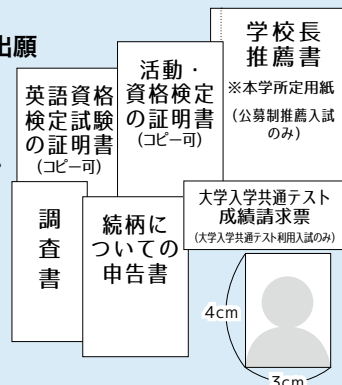 出願
学校長
推薦書
※本学所定用紙
(公募制推薦入試
のみ)
活動・
資格検定
の証明書
(コピー可)
英語資格
検定試験
の証明書
(コピー可)
大学入学共通テスト
成績請求票
(大学入学共通テスト利用入試のみ)
調
査
書
続柄に
ついての
申告書
4cm
3cm